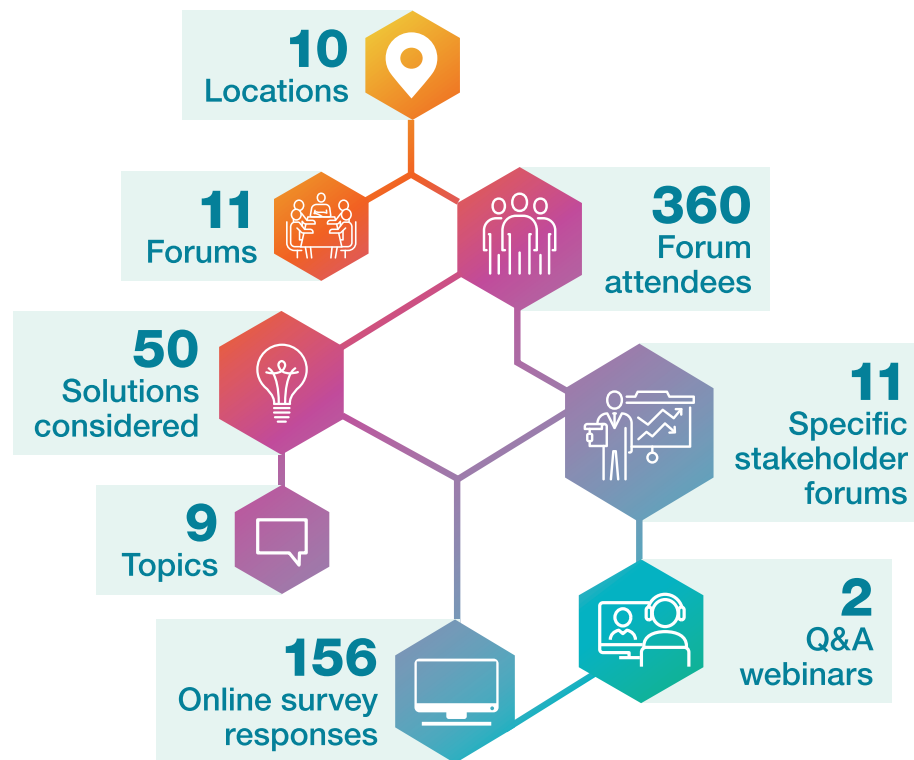 10
Locations
11
Forums
360
Forum
attendees
50
Solutions
considered
11
Specific
stakeholder
forums
9
Topics
2
Q&A
webinars
156
Online survey
responses